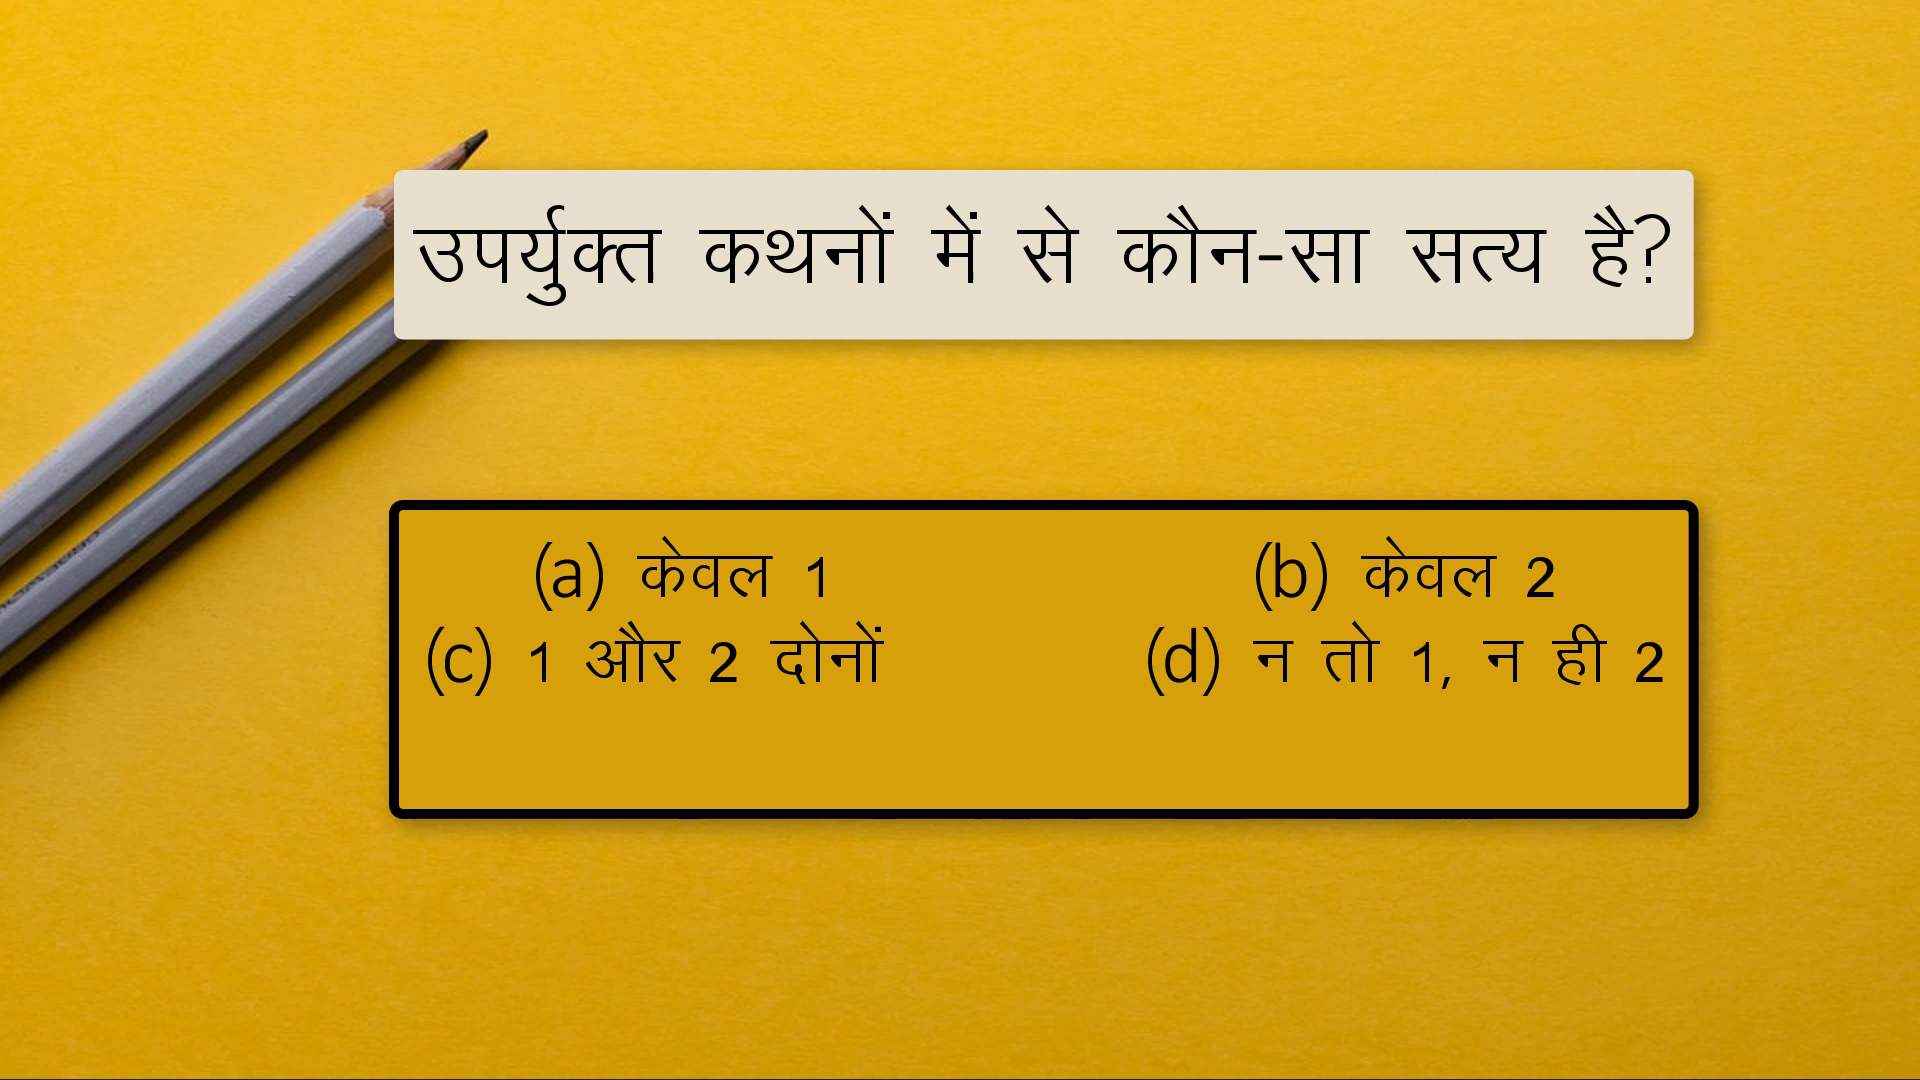 उपर्युक्त कथनों में से कौन-सा सत्य है?
(a) केवल 1 (b) केवल 2
(c) 1 और 2 दोनों (d) न तो 1, न ही 2